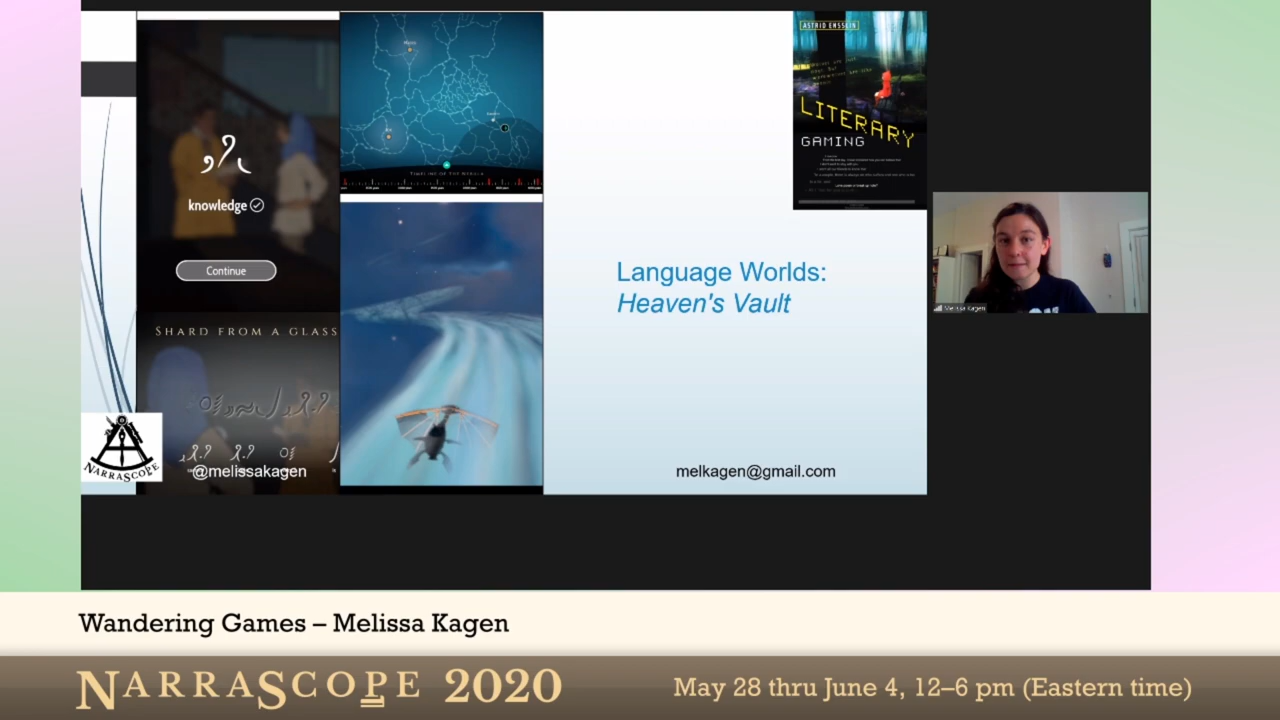 knowledge
Continue
SHARD FROM A GLASS
@melissakagen
NARRASCOPE
TIMELINE OF THE NEBULA
ASTRID ENSSLIN
LITERARY
GAMING
Language Worlds:
Heaven's Vault
melkagen@gmail.com
Melissa Kagen
Wandering Games – Melissa Kagen
NARRASCOPE 2020
May 28 thru June 4, 12–6 pm (Eastern time)